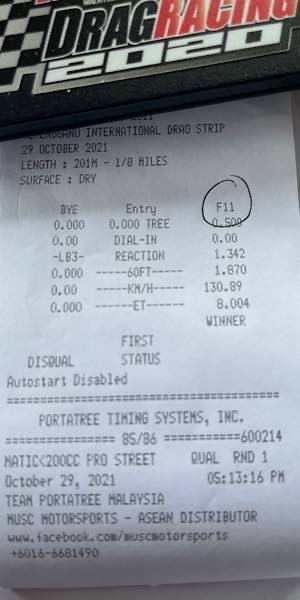 DRAGRACING
2020
INTERNATIONAL DRAG STRIP
29 OCTOBER 2021
LENGTH : 201M - 1/8 MILES
SURFACE : DRY
BYE Entry F11
0.000 0.000 TREE 0.500
0.00 DIAL-IN 0.00
-LB3- REACTION 1.342
0.000 ------60FT------ 1.870
0.00 ------KM/H------ 130.89
0.000 -------ET------- 8.004
WINNER
FIRST
DISQUAL STATUS
Autostart Disabled
========================================
PORTATREE TIMING SYSTEMS, INC.
================ 85/86 ===========600214
MATIC<200CC PRO STREET QUAL RND 1
October 29, 2021 05:13:16 PM
TEAM PORTATREE MALAYSIA
MUSC MOTORSPORTS - ASEAN DISTRIBUTOR
www.facebook.com/muscmotorsports
+6016-6681490